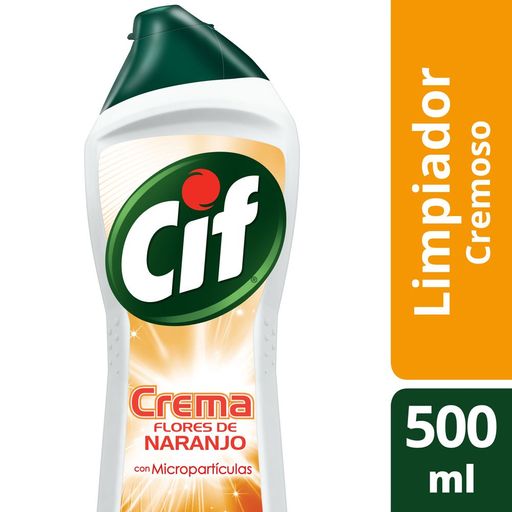 Cif
Crema
FLORES DE
NARANJO
con Micropartículas
Limpiador
Cremoso
500
ml